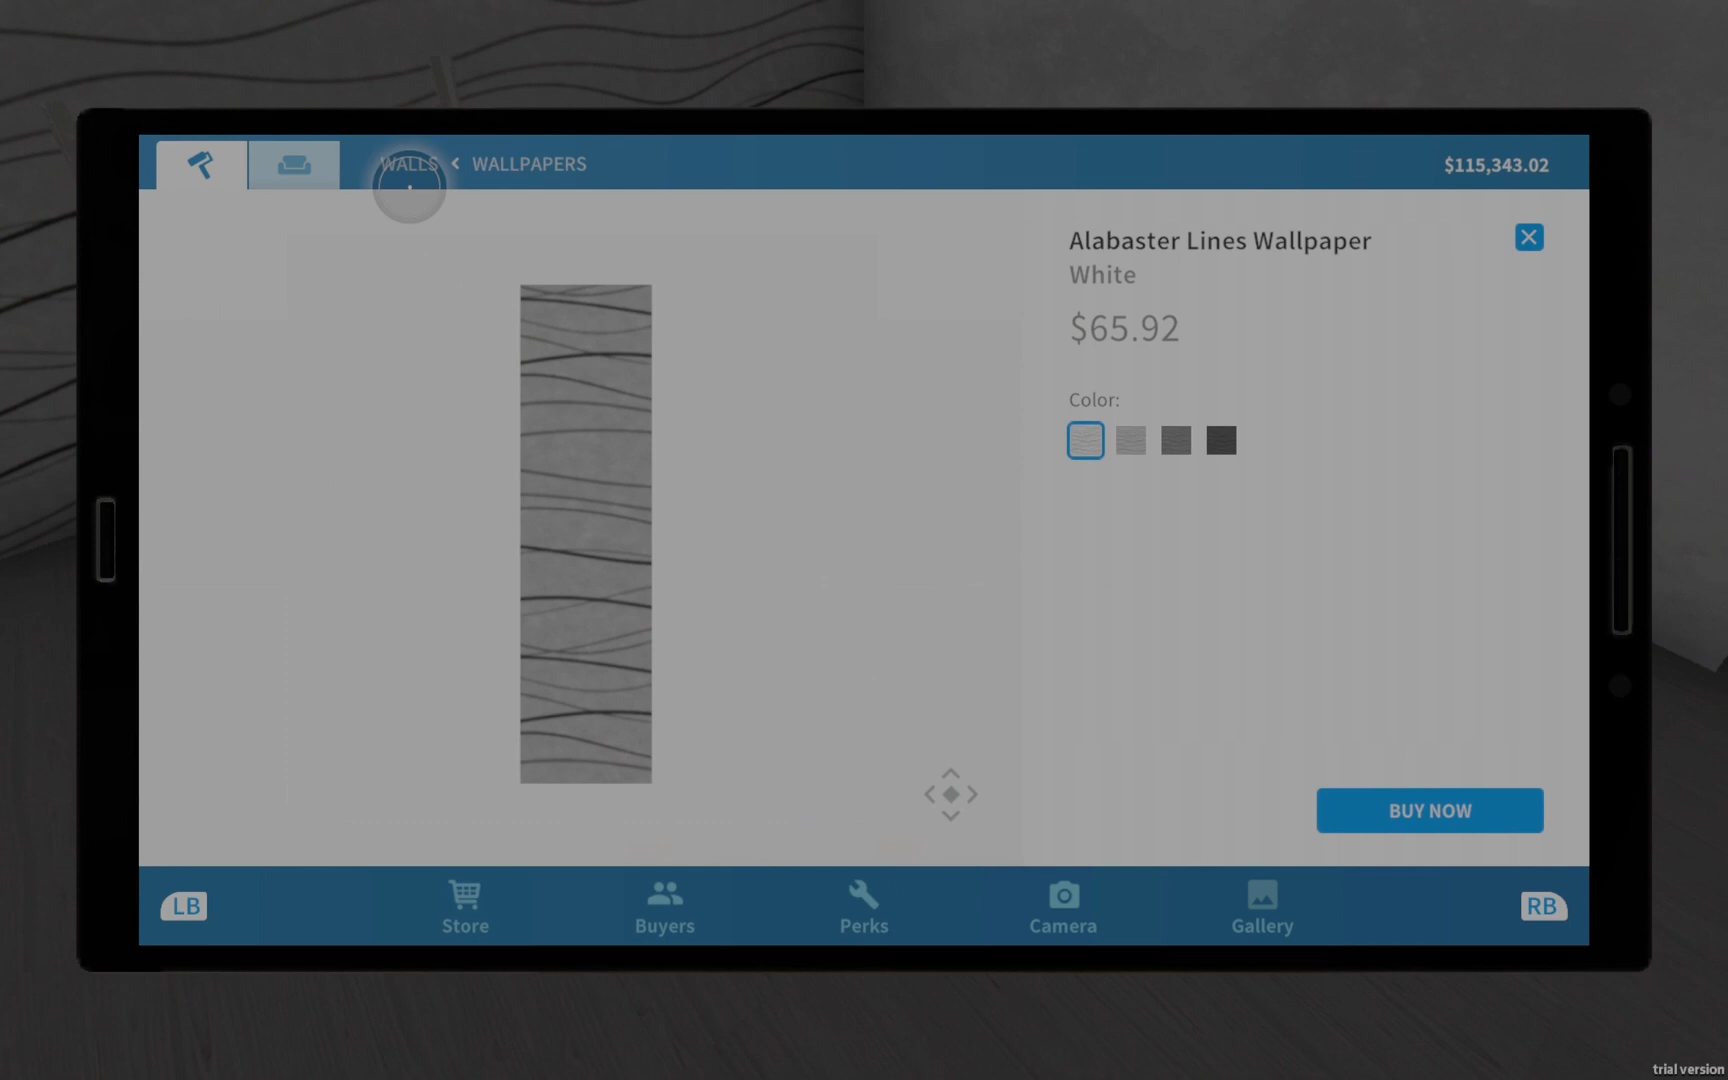 WALLS < WALLPAPERS
$115,343.02
Alabaster Lines Wallpaper
White
$65.92
Color:
BUY NOW
LB
Store
Buyers
Perks
Camera
Gallery
RB
trial version